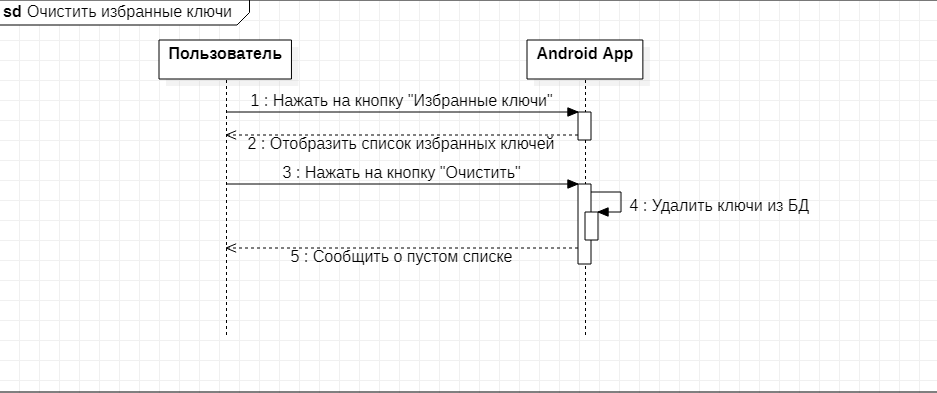 sd Очистить избранные ключи
Пользователь
Android App
1 : Нажать на кнопку "Избранные ключи"
2 : Отобразить список избранных ключей
3 : Нажать на кнопку "Очистить"
4 : Удалить ключи из БД
5 : Сообщить о пустом списке